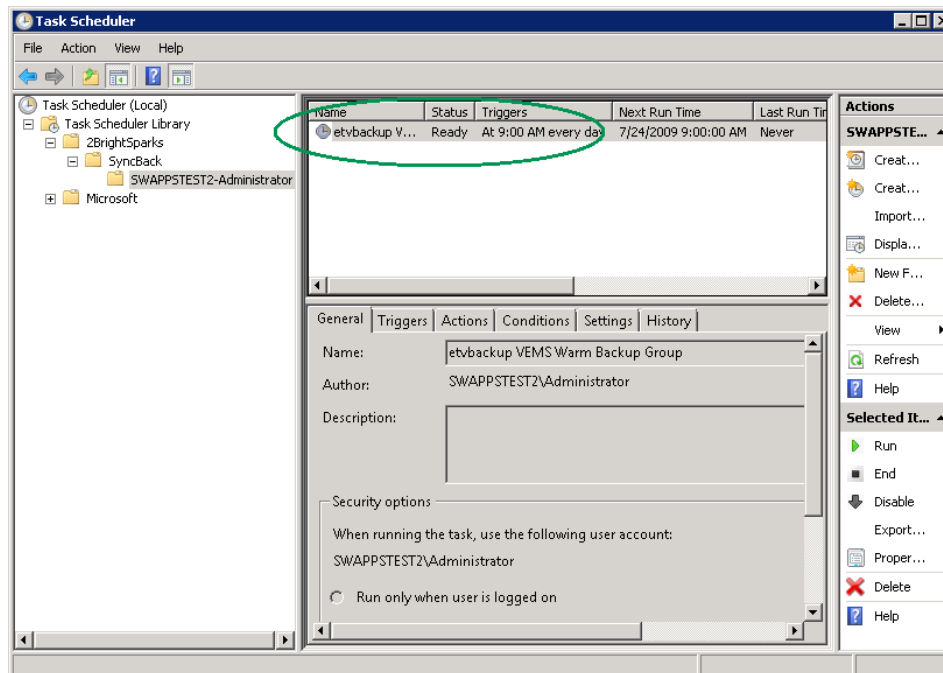 Task Scheduler
File Action View Help
Task Scheduler (Local)
Task Scheduler Library
2BrightSparks
SyncBack
SWAPPSTEST2-Administrator
Microsoft
Name Status Triggers Next Run Time Last Run Tir
etvbackup V... Ready At 9:00 AM every day 7/24/2009 9:00:00 AM Never
General Triggers Actions Conditions Settings History
Name: etvbackup VEMS Warm Backup Group
Author: SWAPPSTEST2\Administrator
Description:
Security options
When running the task, use the following user account:
SWAPPSTEST2\Administrator
Run only when user is logged on
Actions
SWAPPSTE...
Creat...
Creat...
Import...
Displa...
New F...
Delete...
View
Refresh
Help
Selected It...
Run
End
Disable
Export...
Proper...
Delete
Help